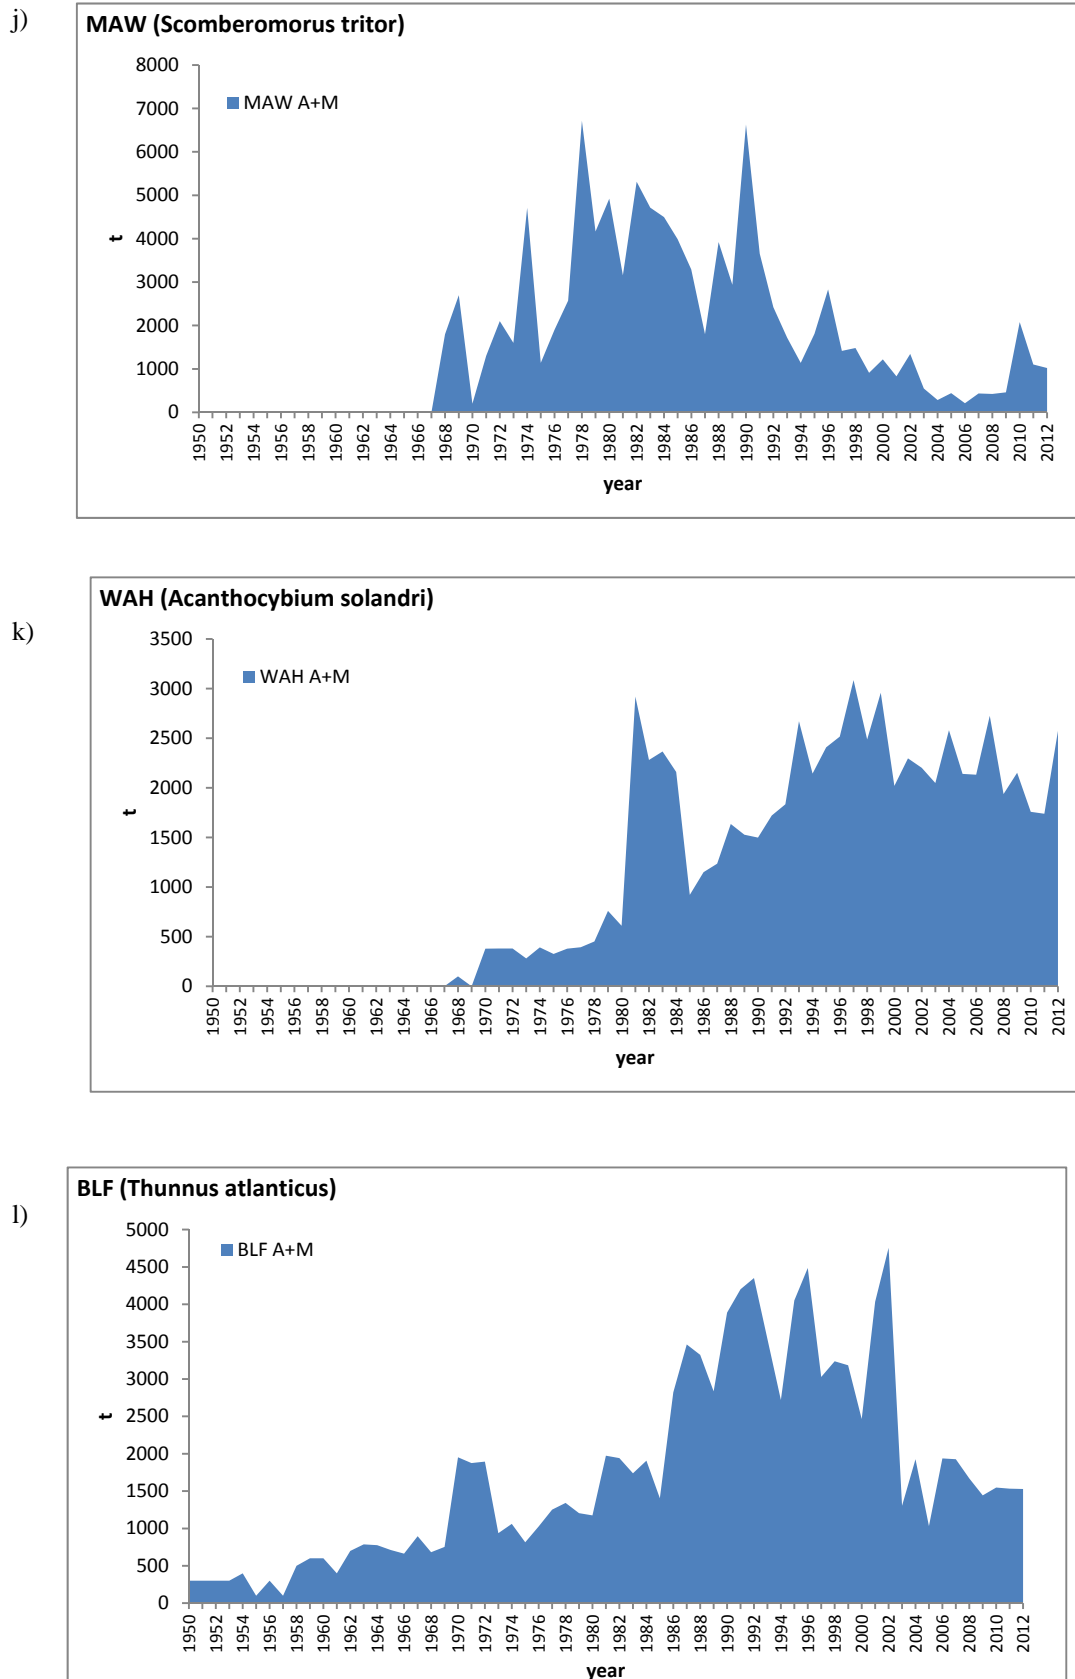 j)
MAW (Scomberomorus tritor)
8000
7000
6000
5000
4000
3000
2000
1000
0
t
MAW A+M
1950 1952 1954 1956 1958 1960 1962 1964 1966 1968 1970 1972 1974 1976 1978 1980 1982 1984 1986 1988 1990 1992 1994 1996 1998 2000 2002 2004 2006 2008 2010 2012
year
k)
WAH (Acanthocybium solandri)
3500
3000
2500
2000
1500
1000
500
0
t
WAH A+M
1950 1952 1954 1956 1958 1960 1962 1964 1966 1968 1970 1972 1974 1976 1978 1980 1982 1984 1986 1988 1990 1992 1994 1996 1998 2000 2002 2004 2006 2008 2010 2012
year
l)
BLF (Thunnus atlanticus)
5000
4500
4000
3500
3000
2500
2000
1500
1000
500
0
t
BLF A+M
1950 1952 1954 1956 1958 1960 1962 1964 1966 1968 1970 1972 1974 1976 1978 1980 1982 1984 1986 1988 1990 1992 1994 1996 1998 2000 2002 2004 2006 2008 2010 2012
year